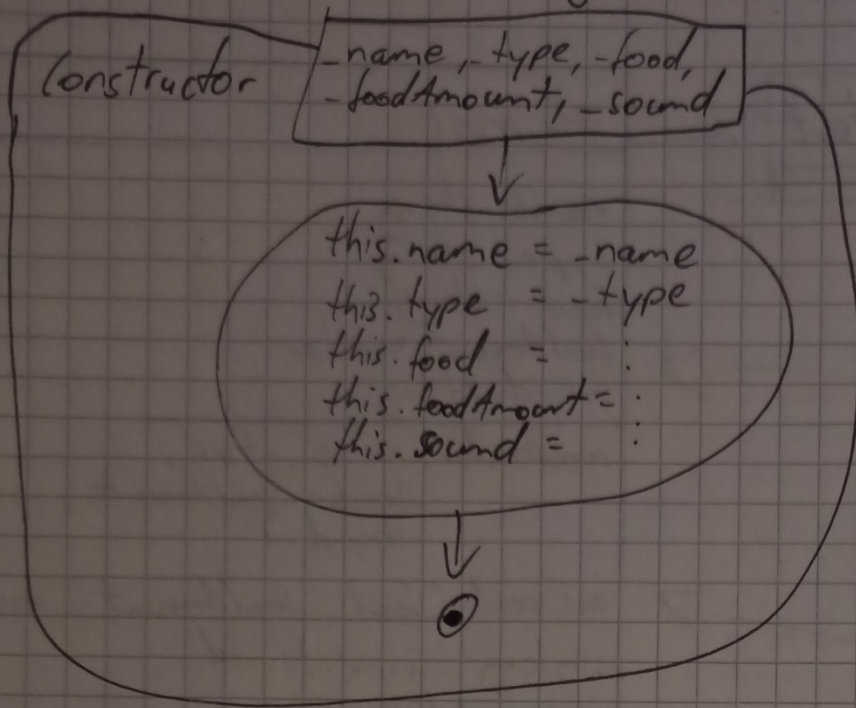 Constructor
_name, _type, _food,
_foodAmount, _sound
this.name = _name
this.type = _type
this.food = :
this.foodAmount = :
this.sound = :